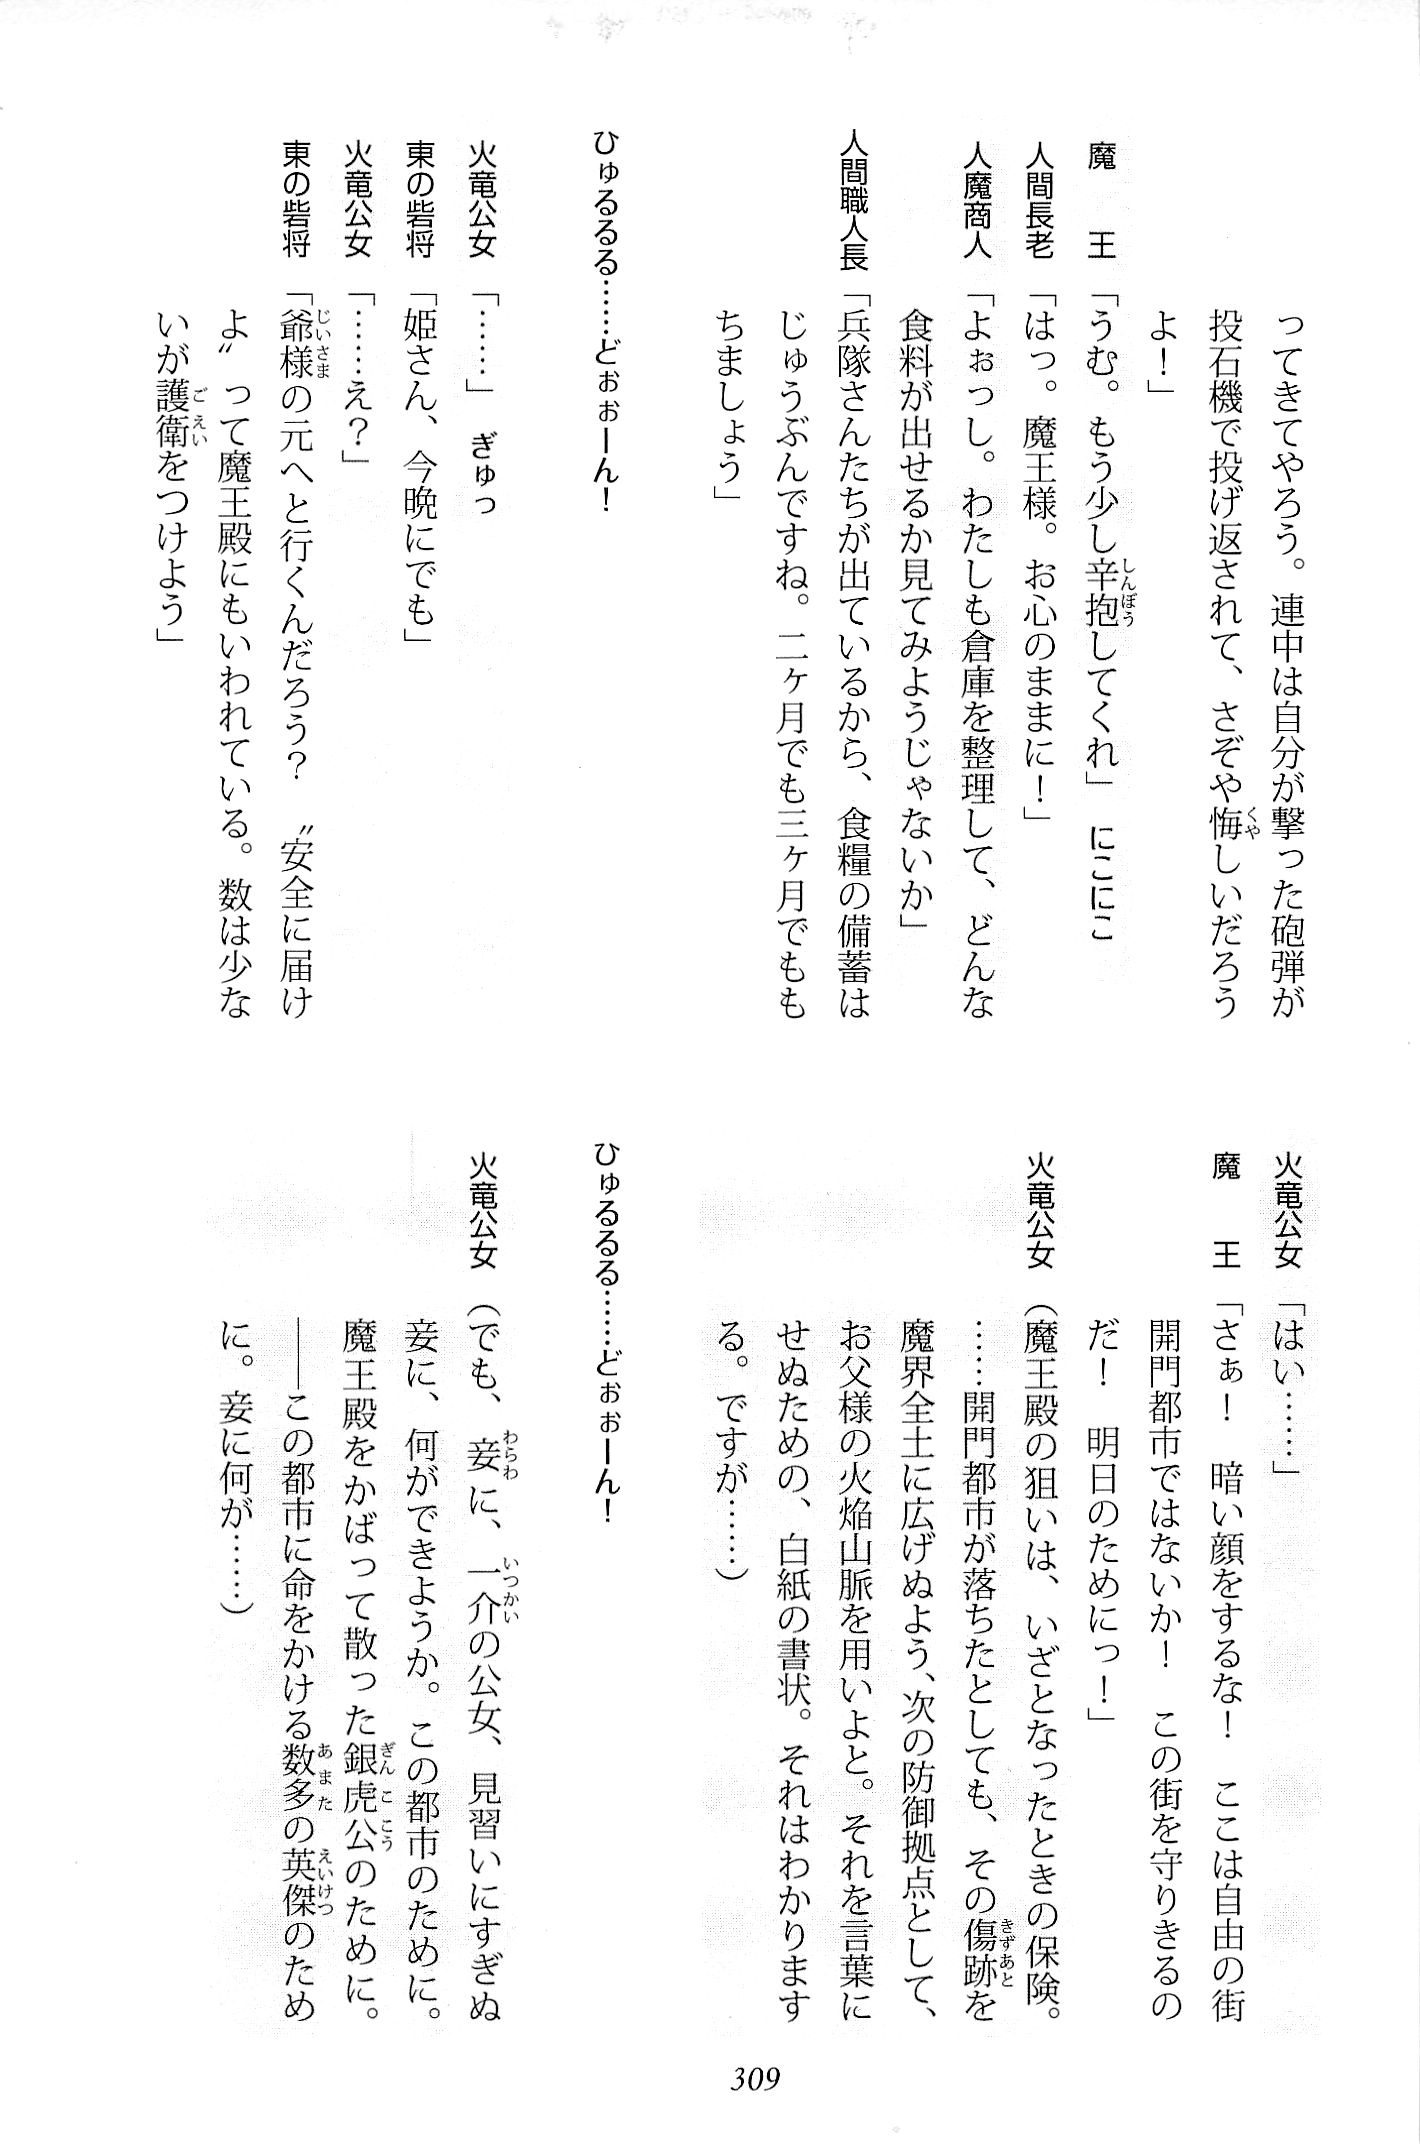 ってきてやろう。連中は自分が撃った砲弾が
投石機で投げ返されて、さぞや悔しいだろう
よ！」
魔　王「うむ。もう少し辛抱してくれ」　にこにこ
人間長老「はっ。魔王様。お心のままに！」
人魔商人「よぉっし。わたしも倉庫を整理して、どんな
食料が出せるか見てみようじゃないか」
人間職人長「兵隊さんたちが出ているから、食糧の備蓄は
じゅうぶんですね。二ヶ月でも三ヶ月でもも
ちましょう」
ひゅるるる……どぉぉーん！
火竜公女「……」　ぎゅっ
東の砦将「姫さん、今晩にでも」
火竜公女「……え？」
東の砦将「爺様の元へと行くんだろう？　〝安全に届け
よ〟って魔王殿にもいわれている。数は少な
いが護衛をつけよう」
火竜公女「はい……」
魔　王「さぁ！　暗い顔をするな！　ここは自由の街
開門都市ではないか！　この街を守りきるの
だ！　明日のためにっ！」
火竜公女（魔王殿の狙いは、いざとなったときの保険。
……開門都市が落ちたとしても、その傷跡を
魔界全土に広げぬよう、次の防御拠点として、
お父様の火焔山脈を用いよと。それを言葉に
せぬための、白紙の書状。それはわかります
る。ですが……）
ひゅるるる……どぉぉーん！
火竜公女（でも、妾に、一介の公女、見習いにすぎぬ
妾に、何ができようか。この都市のために。
魔王殿をかばって散った銀虎公のために。
――この都市に命をかける数多の英傑のため
に。妾に何が……）
309